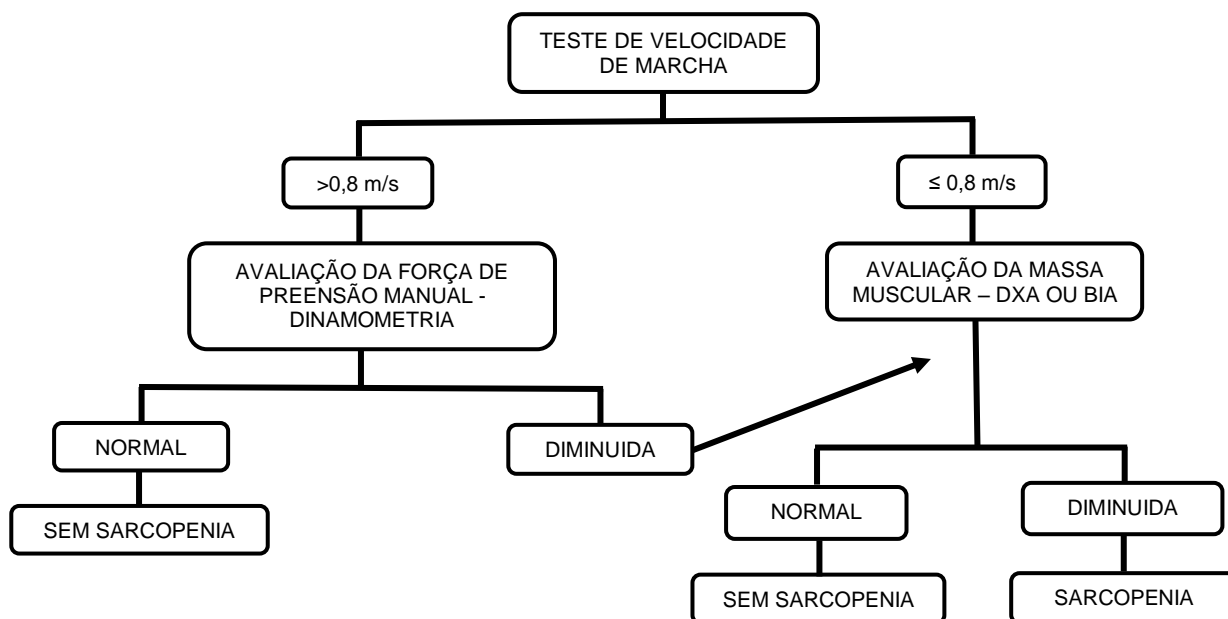 TESTE DE VELOCIDADE
DE MARCHA
>0,8 m/s
≤ 0,8 m/s
AVALIAÇÃO DA FORÇA DE
PREENSÃO MANUAL -
DINAMOMETRIA
AVALIAÇÃO DA MASSA
MUSCULAR – DXA OU BIA
NORMAL
DIMINUIDA
SEM SARCOPENIA
NORMAL
DIMINUIDA
SEM SARCOPENIA
SARCOPENIA